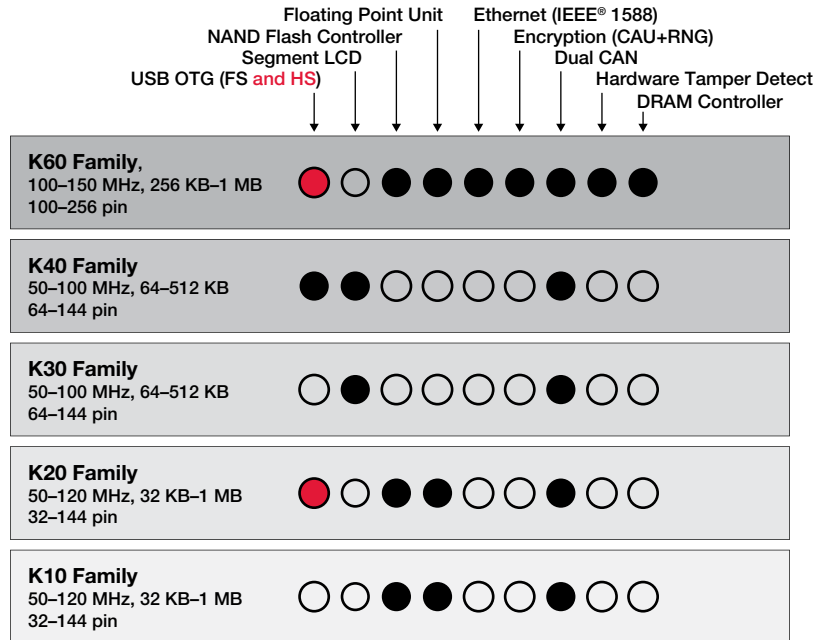 Floating Point Unit Ethernet (IEEE® 1588)
NAND Flash Controller Encryption (CAU+RNG)
Segment LCD Dual CAN
USB OTG (FS and HS) Hardware Tamper Detect
DRAM Controller
K60 Family,
100–150 MHz, 256 KB–1 MB
100–256 pin
K40 Family
50–100 MHz, 64–512 KB
64–144 pin
K30 Family
50–100 MHz, 64–512 KB
64–144 pin
K20 Family
50–120 MHz, 32 KB–1 MB
32–144 pin
K10 Family
50–120 MHz, 32 KB–1 MB
32–144 pin